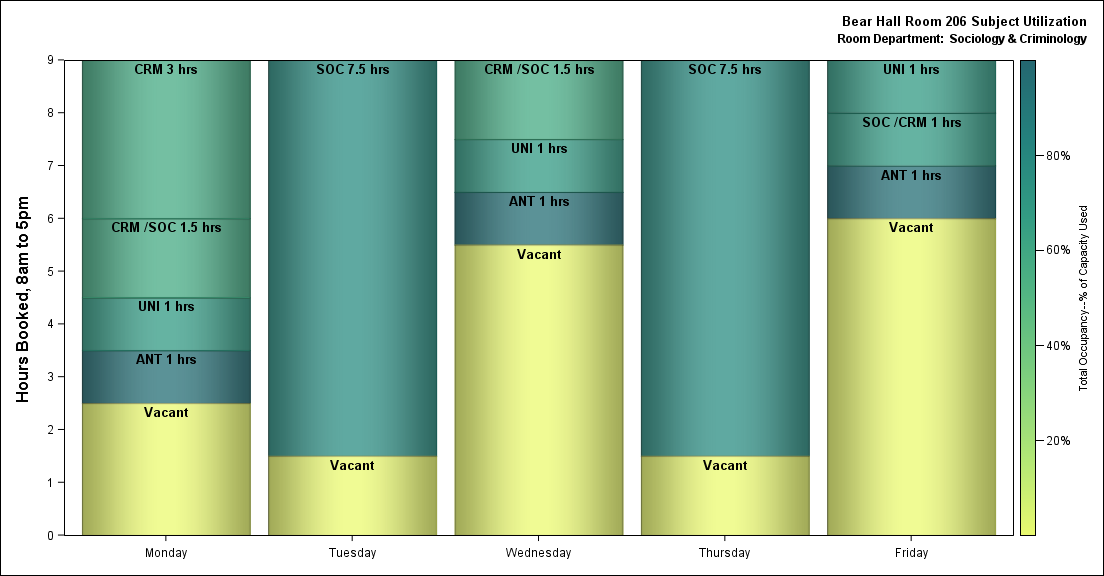 Bear Hall Room 206 Subject Utilization
Room Department:  Sociology & Criminology
Hours Booked, 8am to 5pm
9
8
7
6
5
4
3
2
1
0
CRM 3 hrs
CRM /SOC 1.5 hrs
UNI 1 hrs
ANT 1 hrs
Vacant
SOC 7.5 hrs
Vacant
CRM /SOC 1.5 hrs
UNI 1 hrs
ANT 1 hrs
Vacant
SOC 7.5 hrs
Vacant
UNI 1 hrs
SOC /CRM 1 hrs
ANT 1 hrs
Vacant
Monday
Tuesday
Wednesday
Thursday
Friday
80%
60%
40%
20%
Total Occupancy--% of Capacity Used